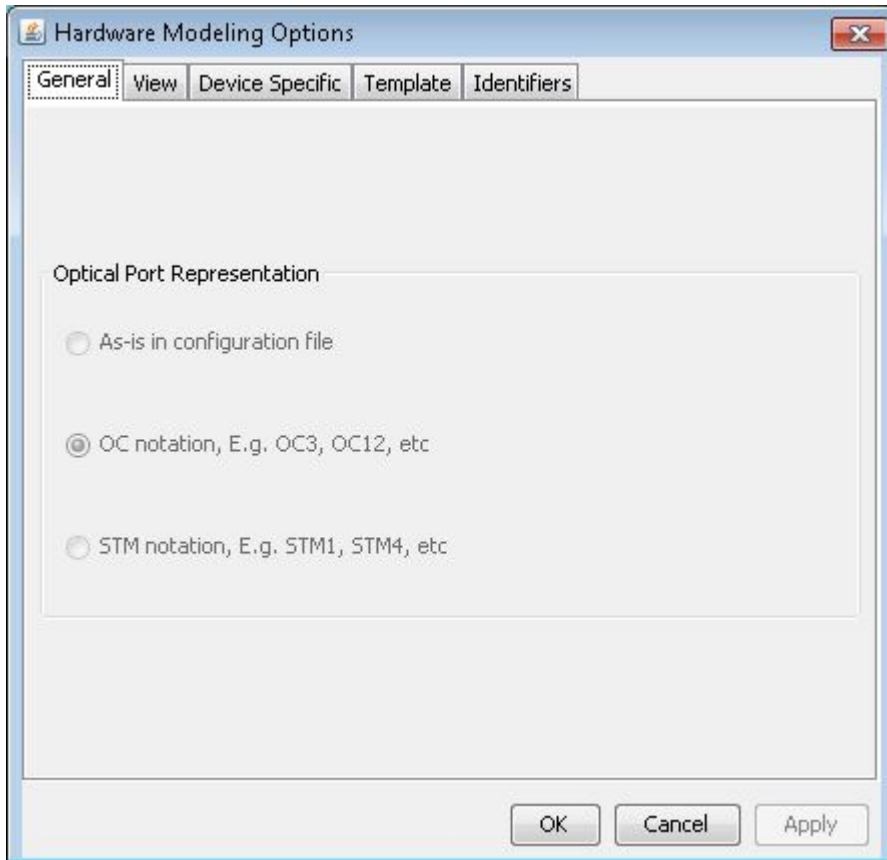 Hardware Modeling Options
General View Device Specific Template Identifiers
Optical Port Representation
As-is in configuration file
OC notation, E.g. OC3, OC12, etc
STM notation, E.g. STM1, STM4, etc
OK Cancel Apply